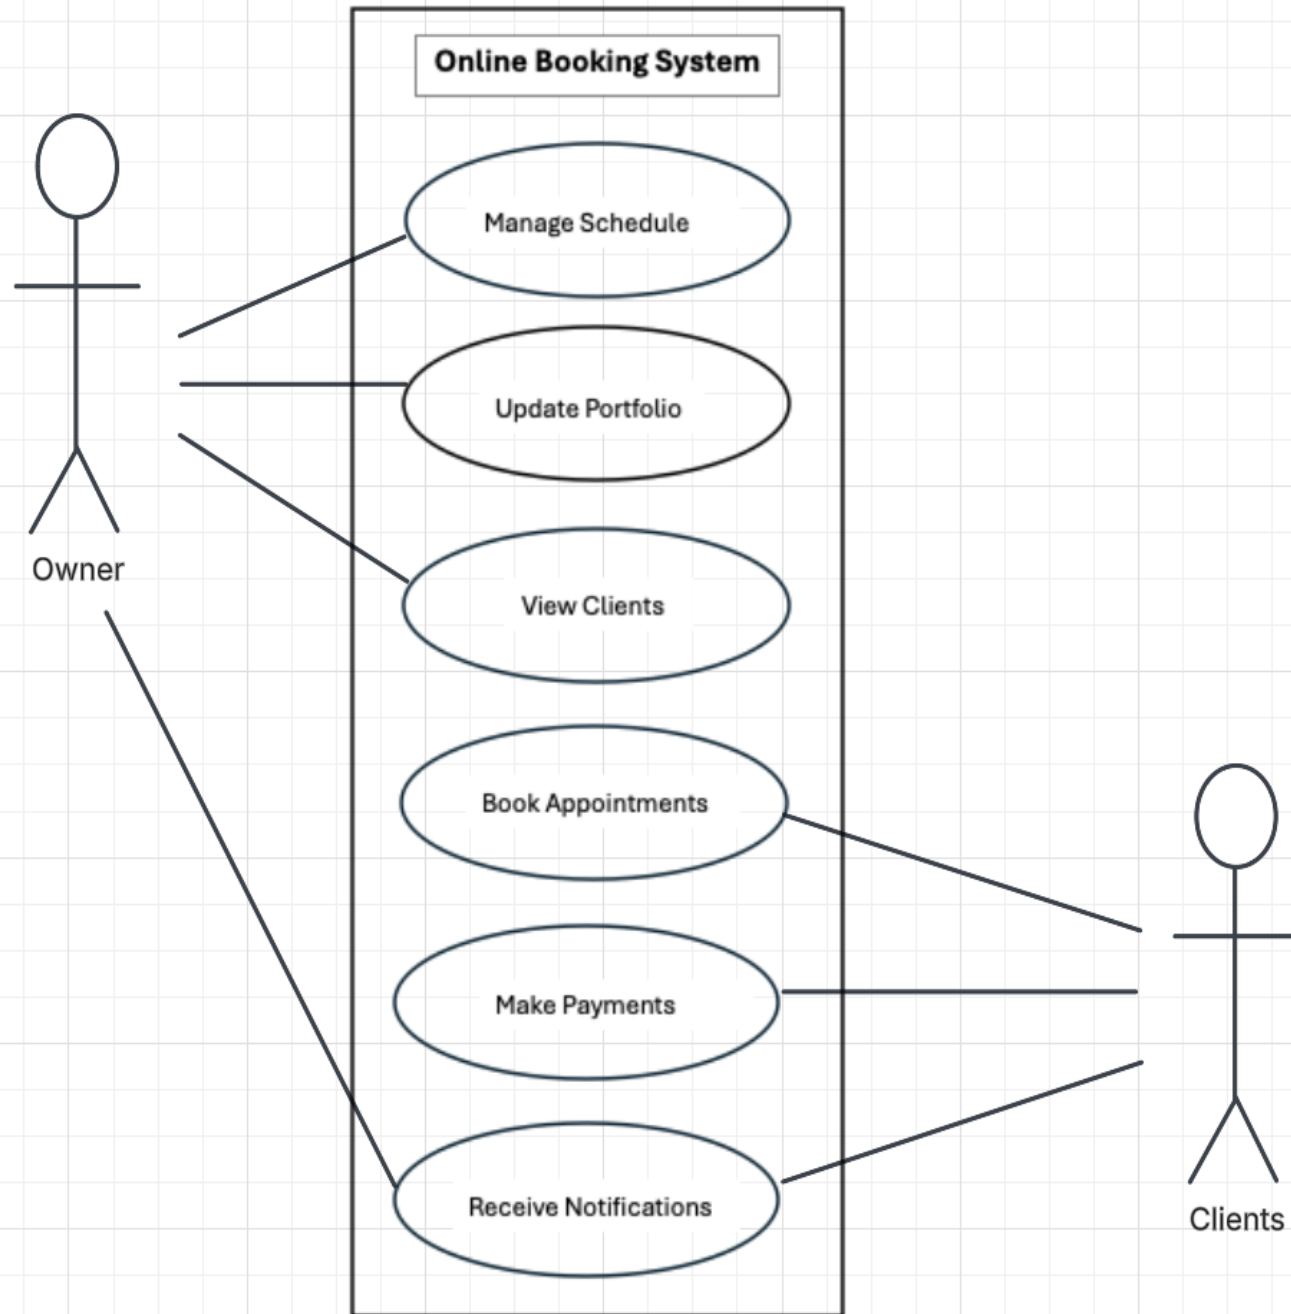 Online Booking System
Manage Schedule
Update Portfolio
View Clients
Owner
Book Appointments
Make Payments
Receive Notifications
Clients